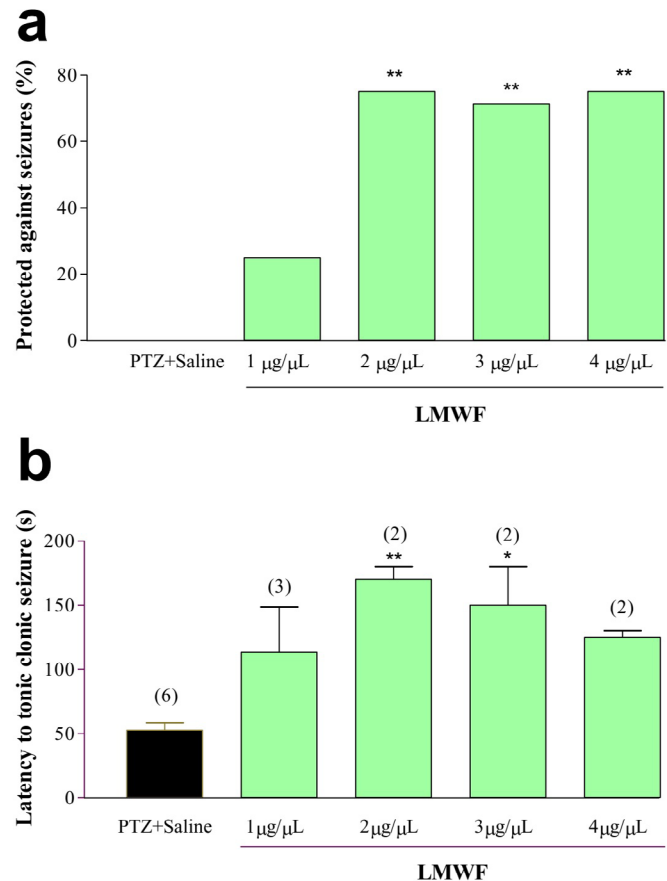 a
Protected against seizures (%)
80
60
40
20
0
**
**
**
PTZ+Saline
1 μg/μL
2 μg/μL
3 μg/μL
4 μg/μL
LMWF
b
Latency to tonic clonic seizure (s)
200
150
100
50
0
(6)
(3)
(2)
**
(2)
*
(2)
PTZ+Saline
1μg/μL
2μg/μL
3μg/μL
4μg/μL
LMWF